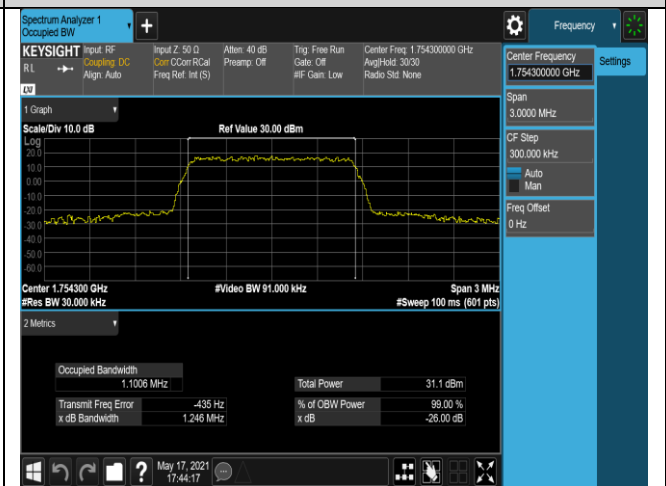 Spectrum Analyzer 1
Occupied BW
+
Frequency
KEYSIGHT
RL
LXI
Input: RF
Coupling: DC
Align: Auto
Input Z: 50 Ω
Corr CCorr RCal
Freq Ref: Int (S)
Atten: 40 dB
Preamp: Off
Trig: Free Run
Gate: Off
#IF Gain: Low
Center Freq: 1.754300000 GHz
Avg|Hold: 30/30
Radio Std: None
Center Frequency
1.754300000 GHz
Settings
Span
3.0000 MHz
CF Step
300.000 kHz
Auto
Man
Freq Offset
0 Hz
1 Graph
Scale/Div 10.0 dB
Ref Value 30.00 dBm
Log
20.0
10.0
0.00
-10.0
-20.0
-30.0
-40.0
-50.0
-60.0
Center 1.754300 GHz
#Video BW 91.000 kHz
Span 3 MHz
#Res BW 30.000 kHz
#Sweep 100 ms (601 pts)
2 Metrics
Occupied Bandwidth
1.1006 MHz
Total Power 31.1 dBm
Transmit Freq Error -435 Hz
% of OBW Power 99.00 %
x dB Bandwidth 1.246 MHz
x dB -26.00 dB
?
May 17, 2021
17:44:17